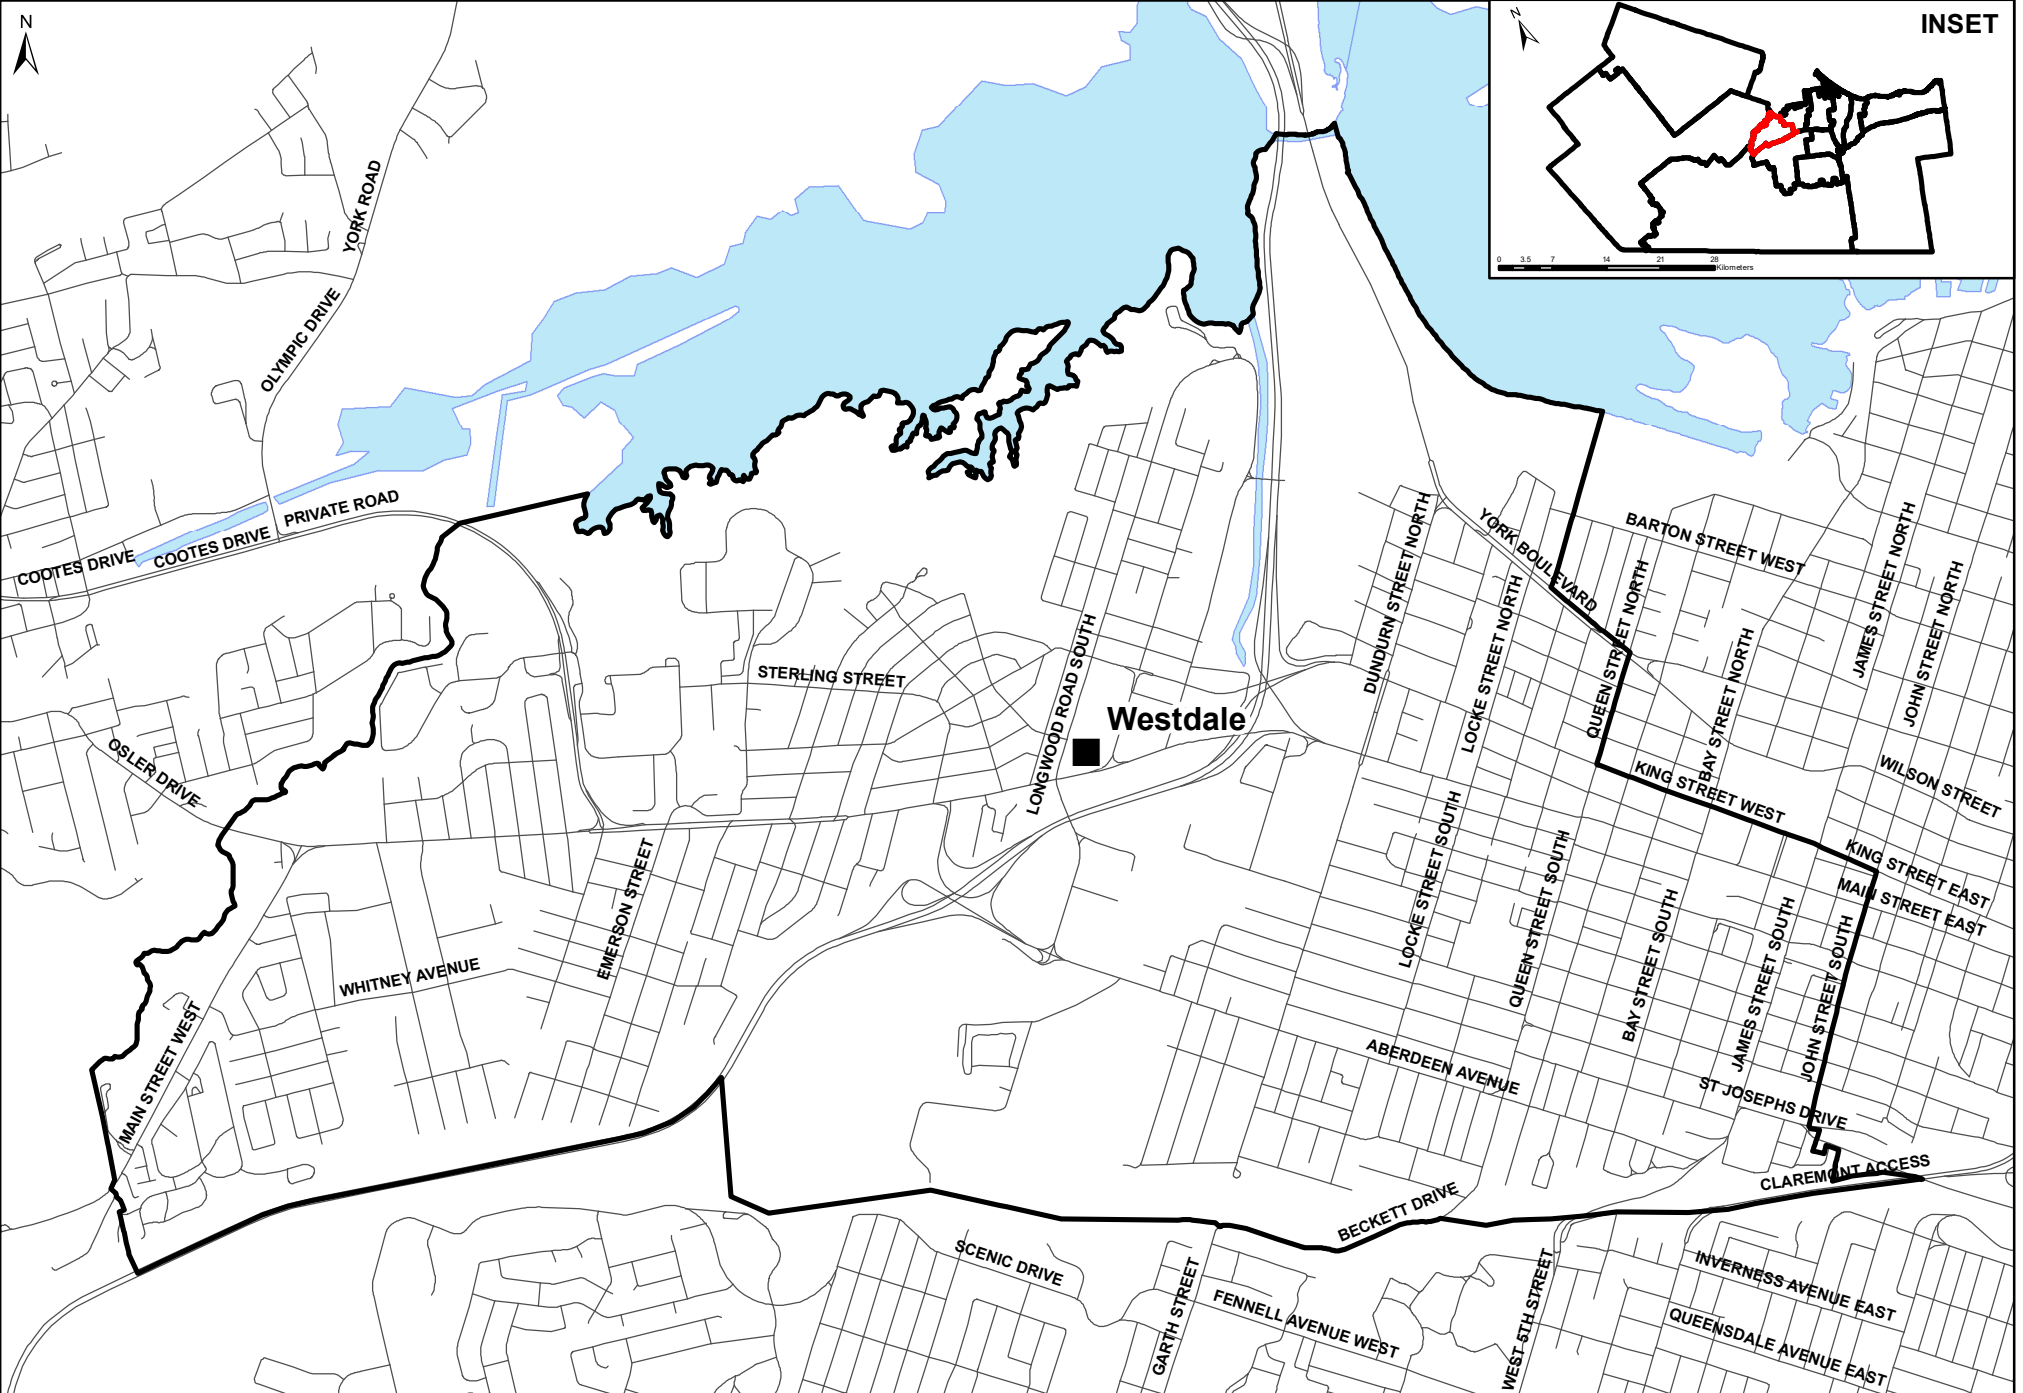 N
N
INSET
0 3.5 7 14 21 28
Kilometers
YORK ROAD
OLYMPIC DRIVE
PRIVATE ROAD
COOTES DRIVE
COOTES DRIVE
BARTON STREET WEST
YORK BOULEVARD
DUNDURN STREET NORTH
LOCKE STREET NORTH
QUEEN STREET NORTH
BAY STREET NORTH
JAMES STREET NORTH
JOHN STREET NORTH
STERLING STREET
LONGWOOD ROAD SOUTH
Westdale
OSLER DRIVE
KING STREET WEST
WILSON STREET
KING STREET EAST
MAIN STREET EAST
EMERSON STREET
WHITNEY AVENUE
MAIN STREET WEST
LOCKE STREET SOUTH
QUEEN STREET SOUTH
BAY STREET SOUTH
JAMES STREET SOUTH
JOHN STREET SOUTH
ABERDEEN AVENUE
ST JOSEPHS DRIVE
CLAREMONT ACCESS
BECKETT DRIVE
SCENIC DRIVE
GARTH STREET
FENNELL AVENUE WEST
WEST 5TH STREET
INVERNESS AVENUE EAST
QUEENSDALE AVENUE EAST